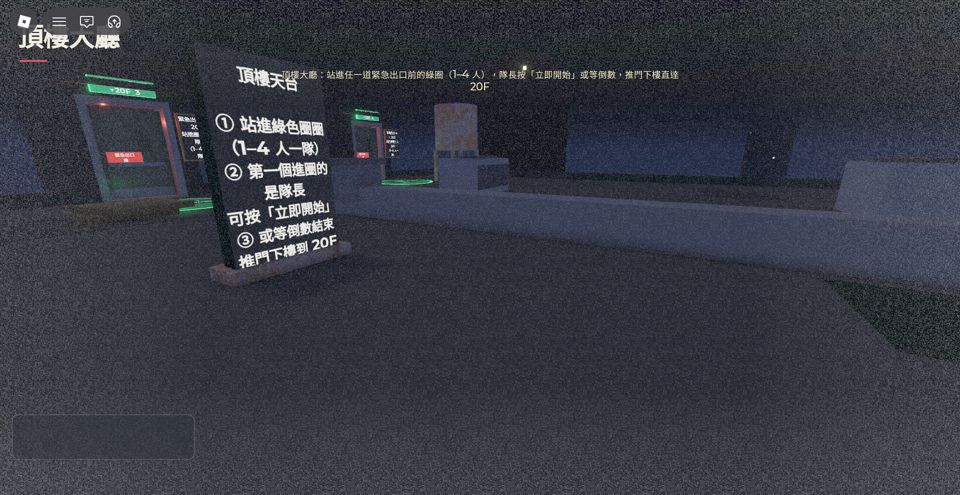 頂樓大廳
頂樓大廳：站進任一道緊急出口前的綠圈（1–4 人），隊長按「立即開始」或等倒數，推門下樓直達
20F
頂樓天台
① 站進綠色圈圈
（1–4 人一隊）
② 第一個進圈的
是隊長
可按「立即開始」
③ 或等倒數結束
推門下樓到 20F
緊急出口